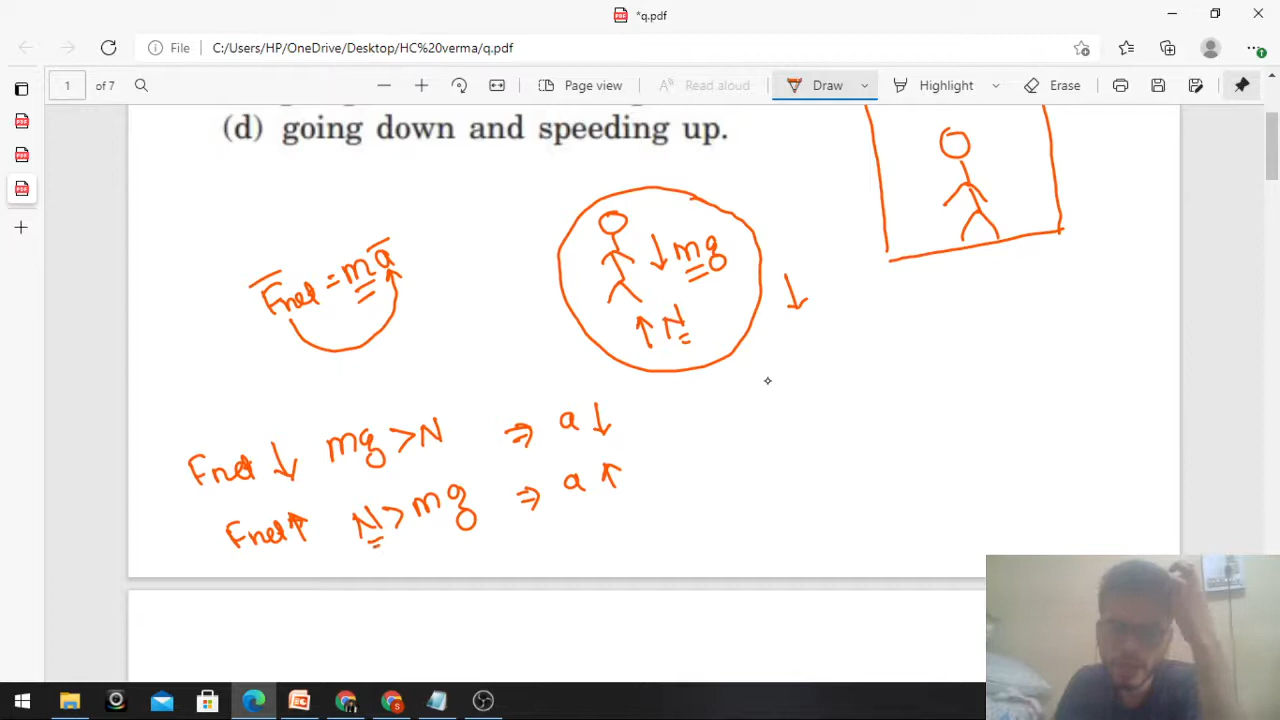 *q.pdf
File C:/Users/HP/OneDrive/Desktop/HC%20verma/q.pdf
1 of 7 Page view Read aloud Draw Highlight Erase
(d) going down and speeding up.
Fnet = ma
↓ mg
↑ N
Fnet ↓ mg > N ⇒ a ↓
Fnet ↑ N > mg ⇒ a ↑